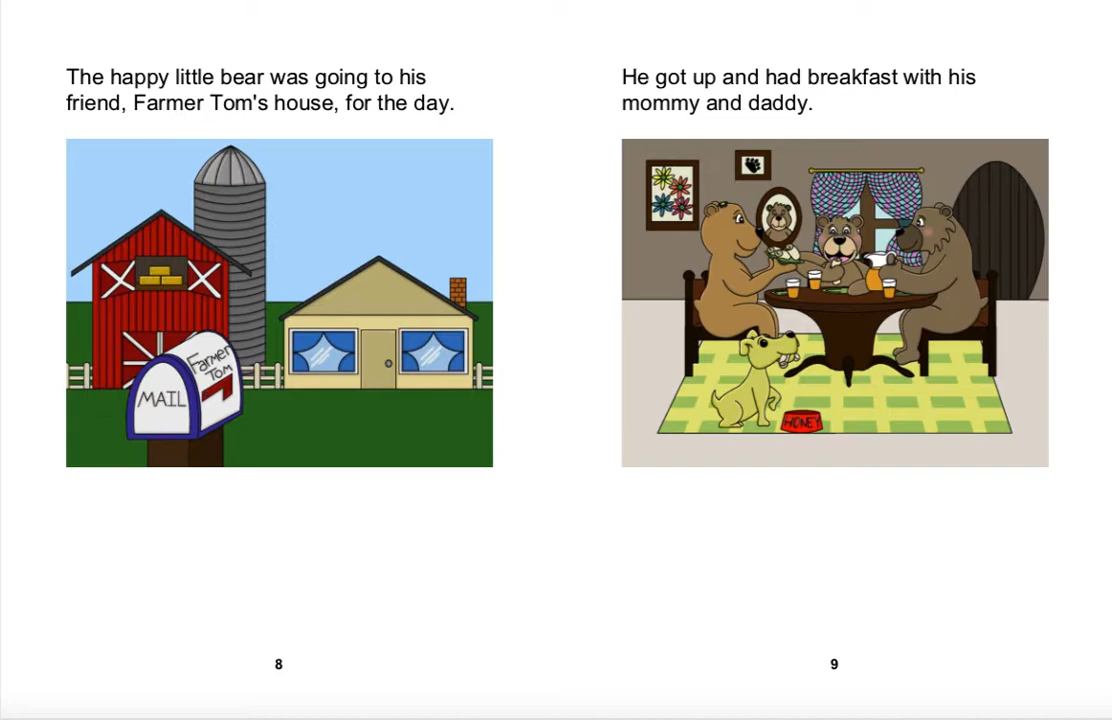 The happy little bear was going to his
friend, Farmer Tom's house, for the day.
Farmer
TOM
MAIL
8
He got up and had breakfast with his
mommy and daddy.
HONEY
9